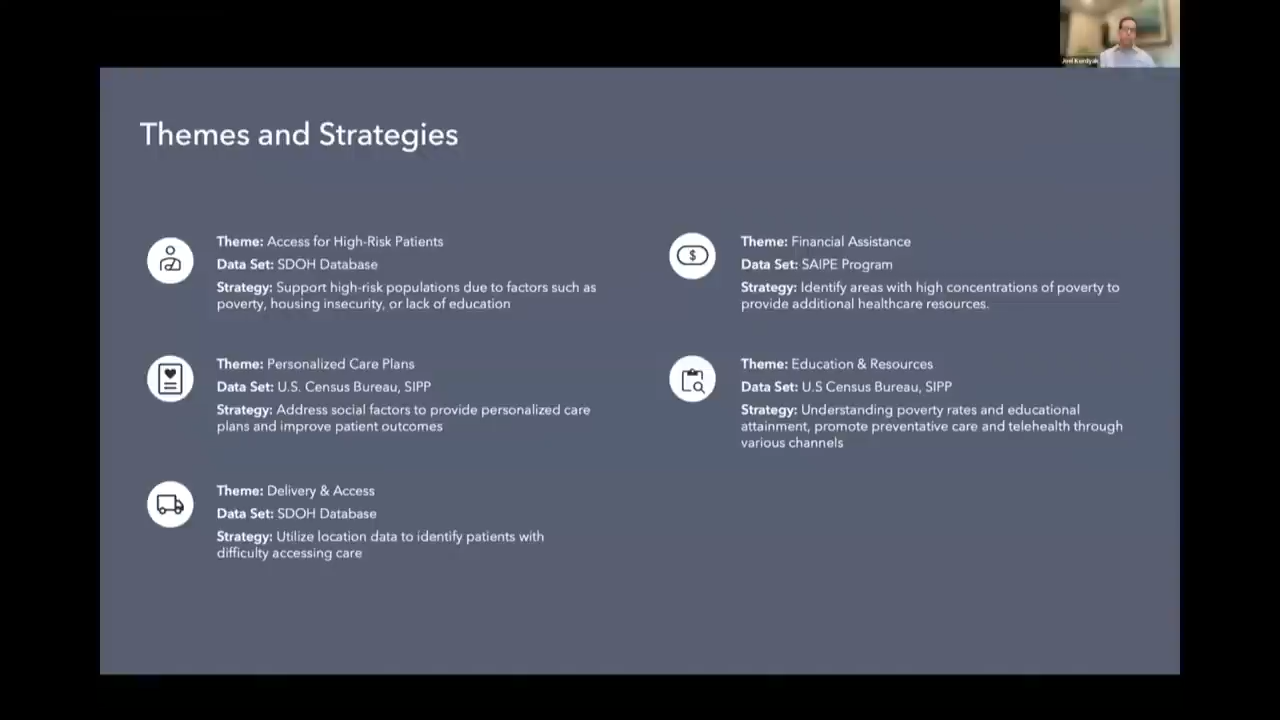 Joel Kurdyak
Themes and Strategies
Theme: Access for High-Risk Patients
Data Set: SDOH Database
Strategy: Support high-risk populations due to factors such as
poverty, housing insecurity, or lack of education
Theme: Personalized Care Plans
Data Set: U.S. Census Bureau, SIPP
Strategy: Address social factors to provide personalized care
plans and improve patient outcomes
Theme: Delivery & Access
Data Set: SDOH Database
Strategy: Utilize location data to identify patients with
difficulty accessing care
$
Theme: Financial Assistance
Data Set: SAIPE Program
Strategy: Identify areas with high concentrations of poverty to
provide additional healthcare resources.
Theme: Education & Resources
Data Set: U.S Census Bureau, SIPP
Strategy: Understanding poverty rates and educational
attainment, promote preventative care and telehealth through
various channels